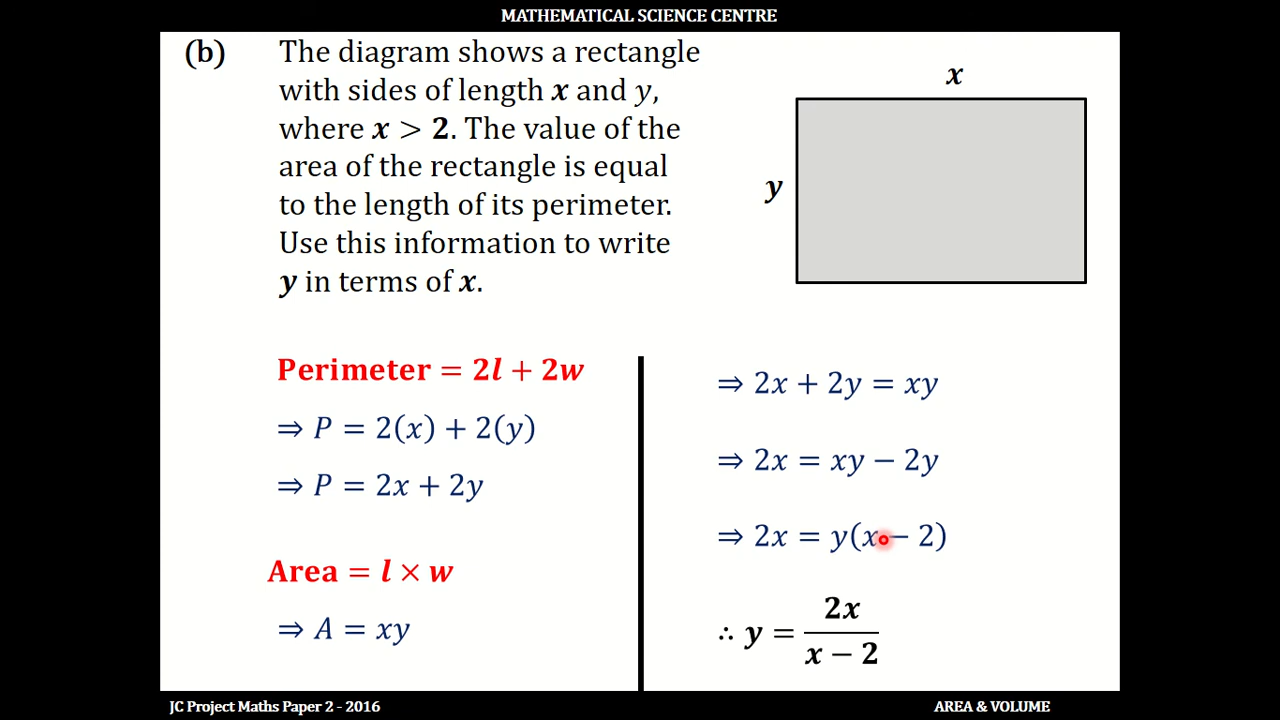 MATHEMATICAL SCIENCE CENTRE
(b) The diagram shows a rectangle
with sides of length x and y,
where x > 2. The value of the
area of the rectangle is equal
to the length of its perimeter.
Use this information to write
y in terms of x.
x
y
Perimeter = 2l + 2w
⇒ P = 2(x) + 2(y)
⇒ P = 2x + 2y
Area = l × w
⇒ A = xy
⇒ 2x + 2y = xy
⇒ 2x = xy − 2y
⇒ 2x = y(x − 2)
∴ y = 2x / x − 2
JC Project Maths Paper 2 - 2016
AREA & VOLUME